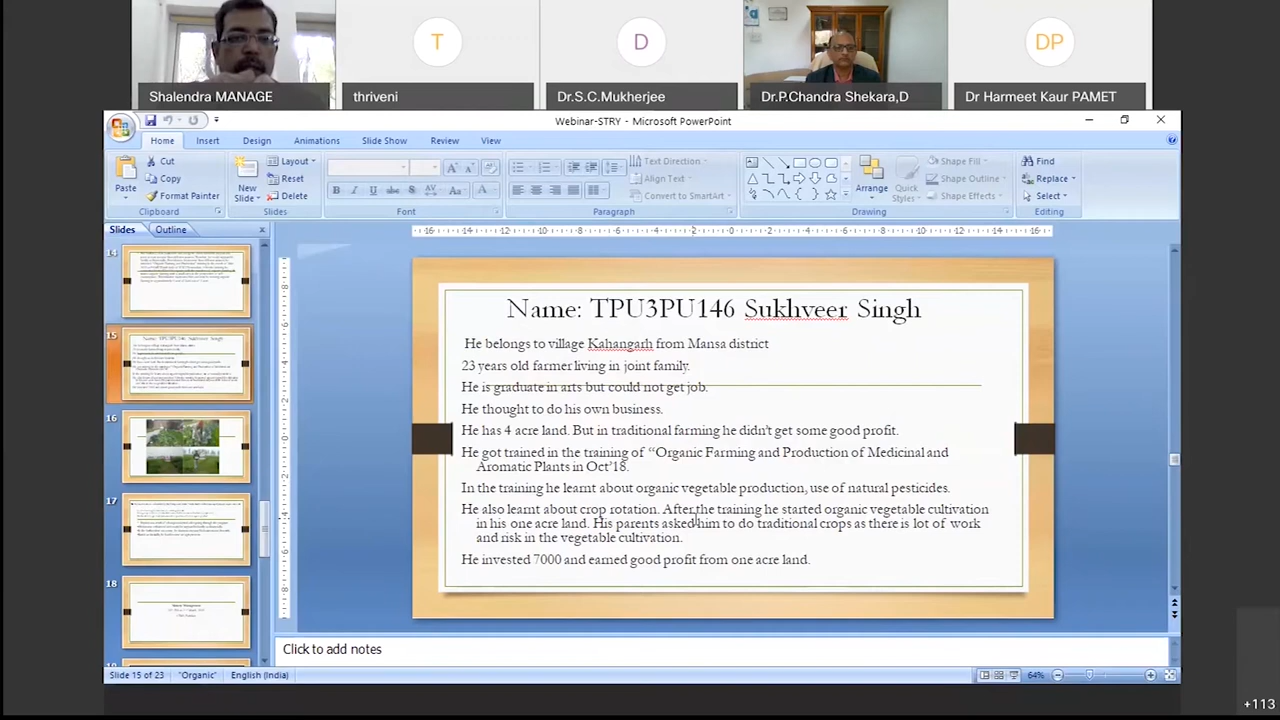 T
D
DP
Shalendra MANAGE
thriveni
Dr.S.C.Mukherjee
Dr.P.Chandra Shekara,D
Dr Harmeet Kaur PAMET
Webinar-STRY - Microsoft PowerPoint
Home Insert Design Animations Slide Show Review View
Paste
Cut
Copy
Format Painter
Clipboard
New Slide
Layout
Reset
Delete
Slides
Font
Text Direction
Align Text
Convert to SmartArt
Paragraph
Arrange
Quick Styles
Shape Fill
Shape Outline
Shape Effects
Drawing
Find
Replace
Select
Editing
Slides Outline
14
15
16
17
18
Name: TPU3PU146 Sukhveer Singh
He belongs to village Katangarh from Mansa district
23 years old farmer living in joint family.
He is graduate in arts but could not get job.
He thought to do his own business.
He has 4 acre land. But in traditional farming he didn't get some good profit.
He got trained in the training of “Organic Farming and Production of Medicinal and
Aromatic Plants in Oct'18.
In the training he learnt about organic vegetable production, use of natural pesticides.
He also learnt about crop rotation. After the training he started organic vegetable cultivation
in his one acre land. His parents asked him to do traditional crops as there is lot of work
and risk in the vegetable cultivation.
He invested 7000 and earned good profit from one acre land.
Click to add notes
Slide 15 of 23 "Organic" English (India) 64%
+113